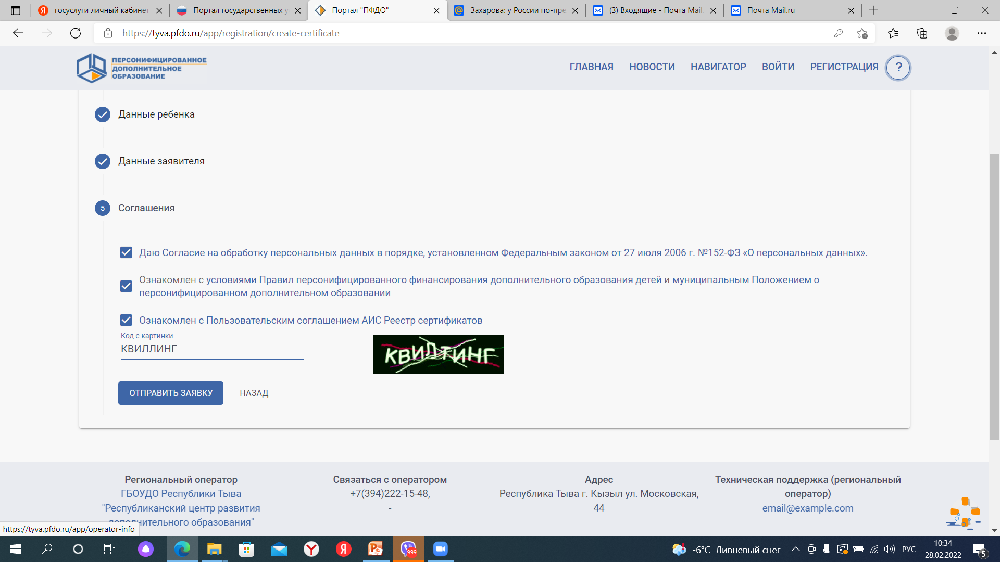 госуслуги личный кабинет
Портал государственных у
Портал "ПФДО"
Захарова: у России по-пре
(3) Входящие - Почта Mail.
Почта Mail.ru
https://tyva.pfdo.ru/app/registration/create-certificate
ПЕРСОНИФИЦИРОВАННОЕ
ДОПОЛНИТЕЛЬНОЕ
ОБРАЗОВАНИЕ
ГЛАВНАЯ НОВОСТИ НАВИГАТОР ВОЙТИ РЕГИСТРАЦИЯ ?
Данные ребенка
Данные заявителя
5 Соглашения
Даю Согласие на обработку персональных данных в порядке, установленном Федеральным законом от 27 июля 2006 г. №152-ФЗ «О персональных данных».
Ознакомлен с условиями Правил персонифицированного финансирования дополнительного образования детей и муниципальным Положением о
персонифицированном дополнительном образовании
Ознакомлен с Пользовательским соглашением АИС Реестр сертификатов
Код с картинки
КВИЛЛИНГ
КВИЛТИНГ
ОТПРАВИТЬ ЗАЯВКУ НАЗАД
Региональный оператор
ГБОУДО Республики Тыва
"Республиканский центр развития
дополнительного образования"
Связаться с оператором
+7(394)222-15-48,
-
Адрес
Республика Тыва г. Кызыл ул. Московская,
44
Техническая поддержка (региональный
оператор)
email@example.com
https://tyva.pfdo.ru/app/operator-info
999
-6°C Ливневый снег
РУС
10:34
28.02.2022
5